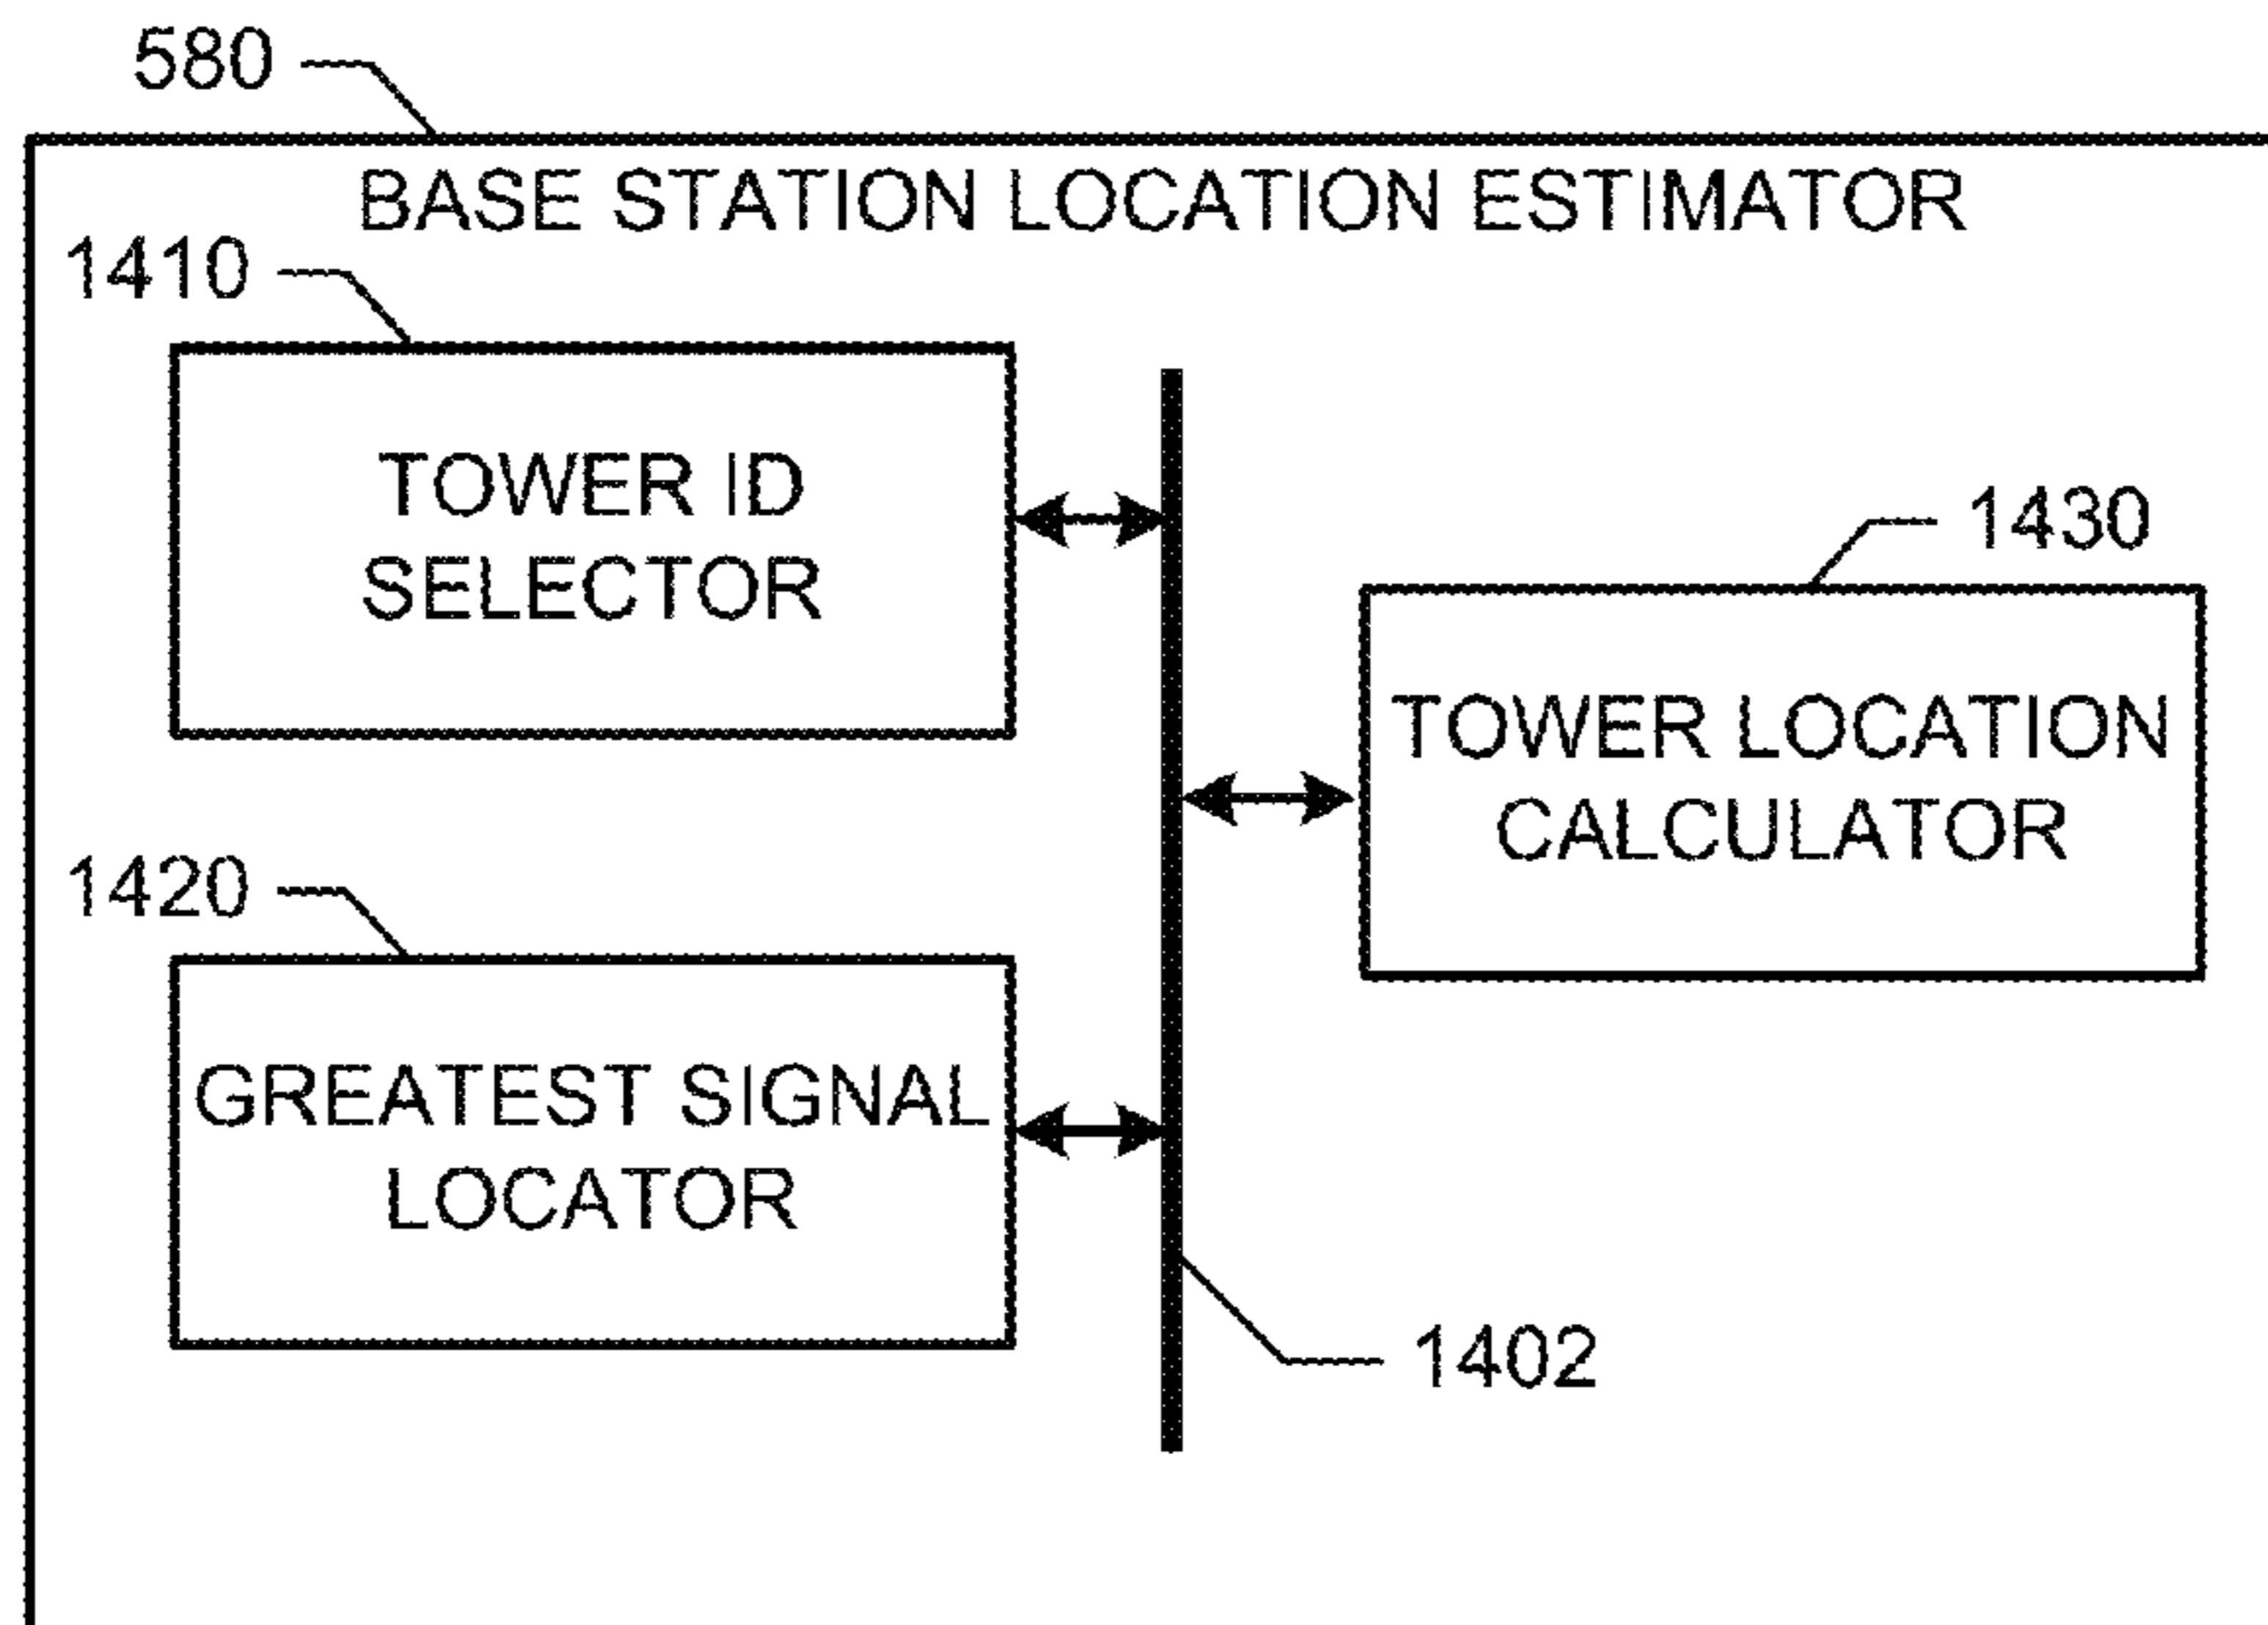 580
BASE STATION LOCATION ESTIMATOR
1410
TOWER ID
SELECTOR
1430
TOWER LOCATION
CALCULATOR
1420
GREATEST SIGNAL
LOCATOR
1402